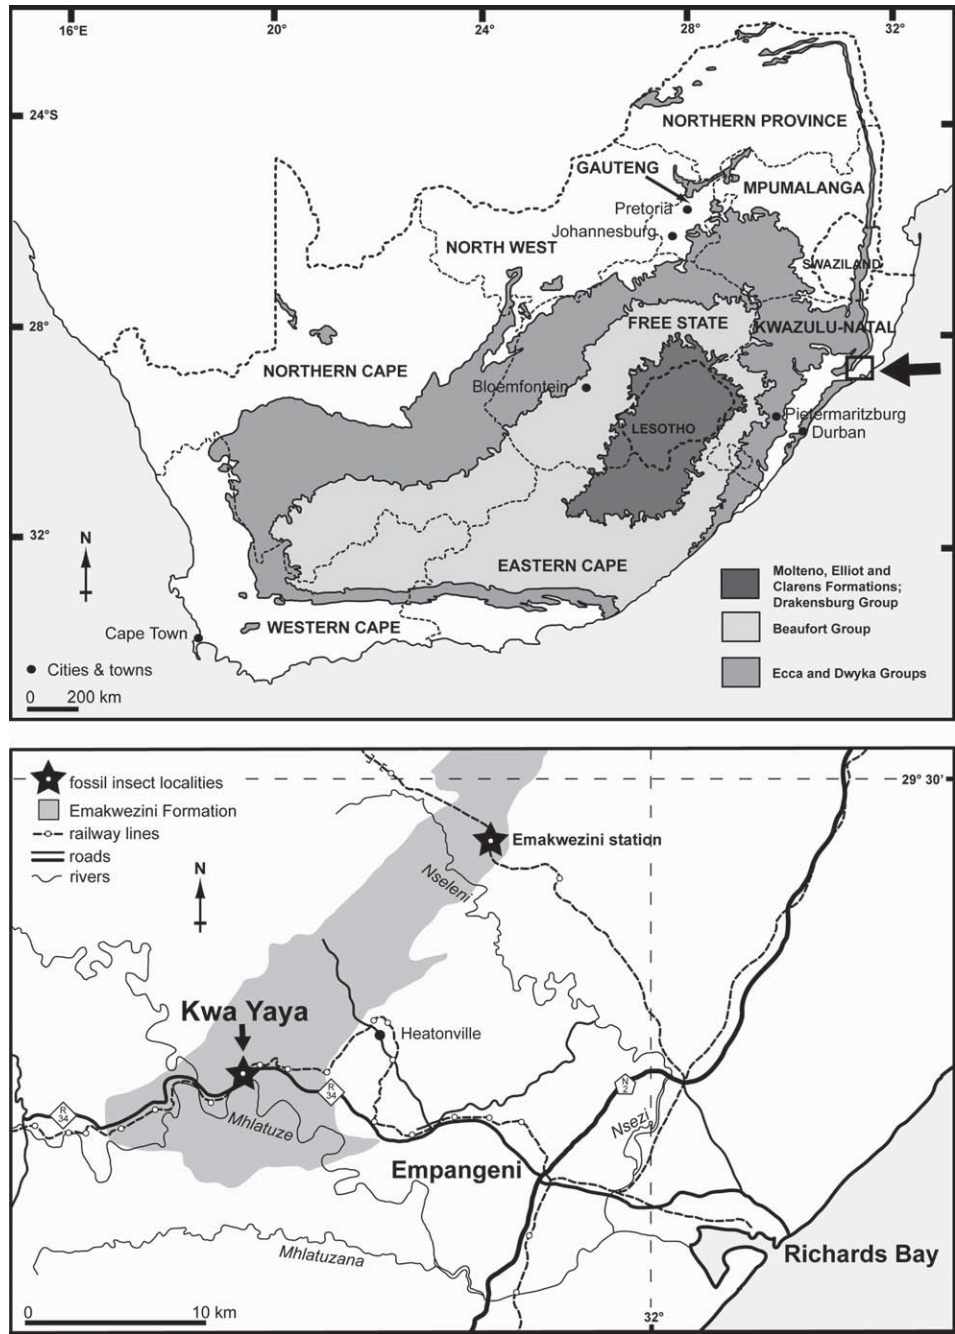 16°E
20°
24°
28°
32°
24°S
NORTHERN PROVINCE
GAUTENG
MPUMALANGA
Pretoria
Johannesburg
NORTH WEST
SWAZILAND
28°
FREE STATE
KWAZULU-NATAL
NORTHERN CAPE
Bloemfontein
Pietermaritzburg
LESOTHO
Durban
32°
N
EASTERN CAPE
Molteno, Elliot and
Clarens Formations;
Drakensburg Group
Cape Town
WESTERN CAPE
Beaufort Group
Cities & towns
Ecca and Dwyka Groups
0 200 km
fossil insect localities
29° 30'
Emakwezini Formation
railway lines
Emakwezini station
roads
rivers
N
Nseleni
Kwa Yaya
Heatonville
R
34
R
34
N
2
Mhlatuze
Nsezi
Empangeni
Mhlatuzana
Richards Bay
0 10 km
32°